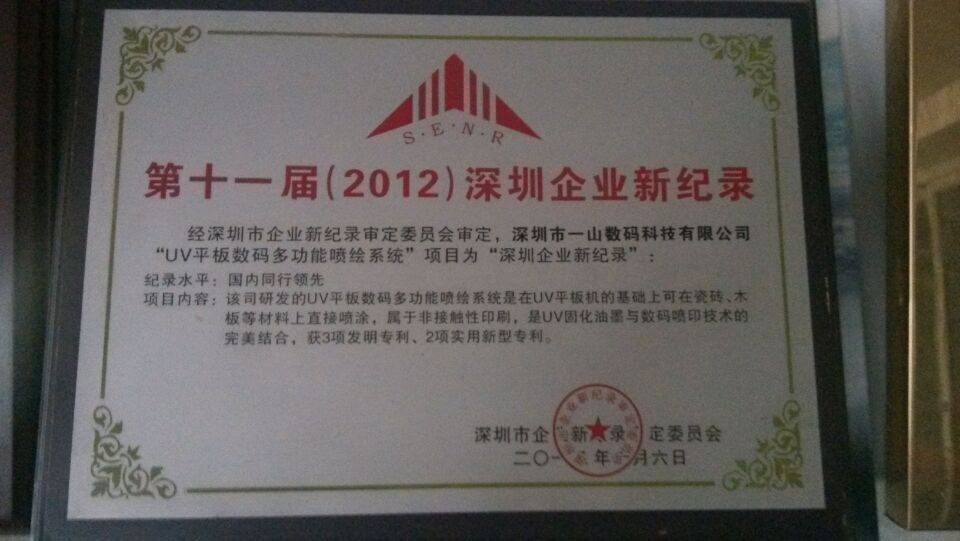 S·E·N·R
第十一届(2012)深圳企业新纪录
经深圳市企业新纪录审定委员会审定，深圳市一山数码科技有限公司
“UV平板数码多功能喷绘系统”项目为“深圳企业新纪录”：
纪录水平：国内同行领先
项目内容：该司研发的UV平板数码多功能喷绘系统是在UV平板机的基础上可在瓷砖、木
板等材料上直接喷涂，属于非接触性印刷，是UV固化油墨与数码喷印技术的
完美结合，获3项发明专利、2项实用新型专利。
深圳市企 新纪录 定委员会
二〇一 年 月六日